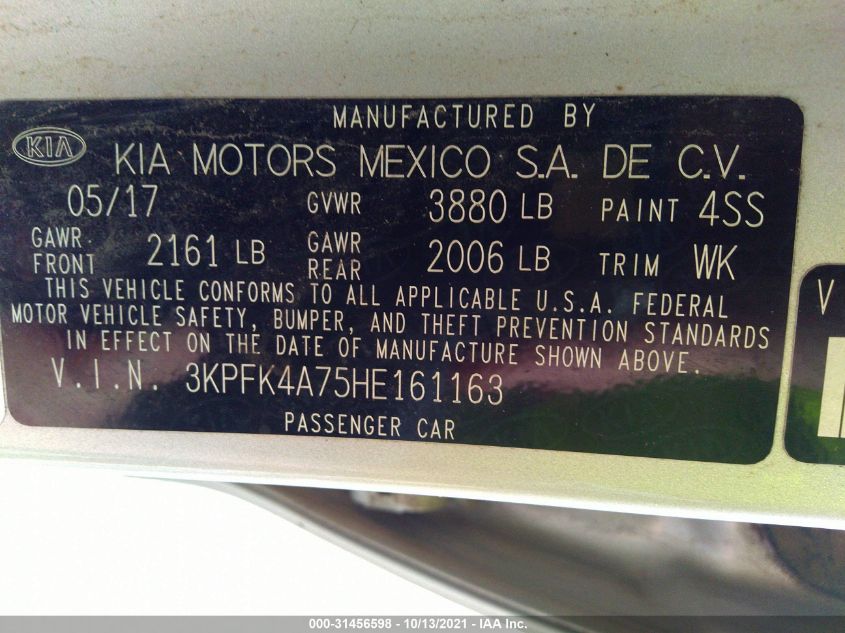 MANUFACTURED BY
KIA KIA MOTORS MEXICO S.A. DE C.V.
05/17 GVWR 3880 LB PAINT 4SS
GAWR FRONT 2161 LB GAWR REAR 2006 LB TRIM WK
THIS VEHICLE CONFORMS TO ALL APPLICABLE U.S.A. FEDERAL
MOTOR VEHICLE SAFETY, BUMPER, AND THEFT PREVENTION STANDARDS
IN EFFECT ON THE DATE OF MANUFACTURE SHOWN ABOVE.
V.I.N. 3KPFK4A75HE161163
PASSENGER CAR
V
000-31456598 - 10/13/2021 - IAA Inc.